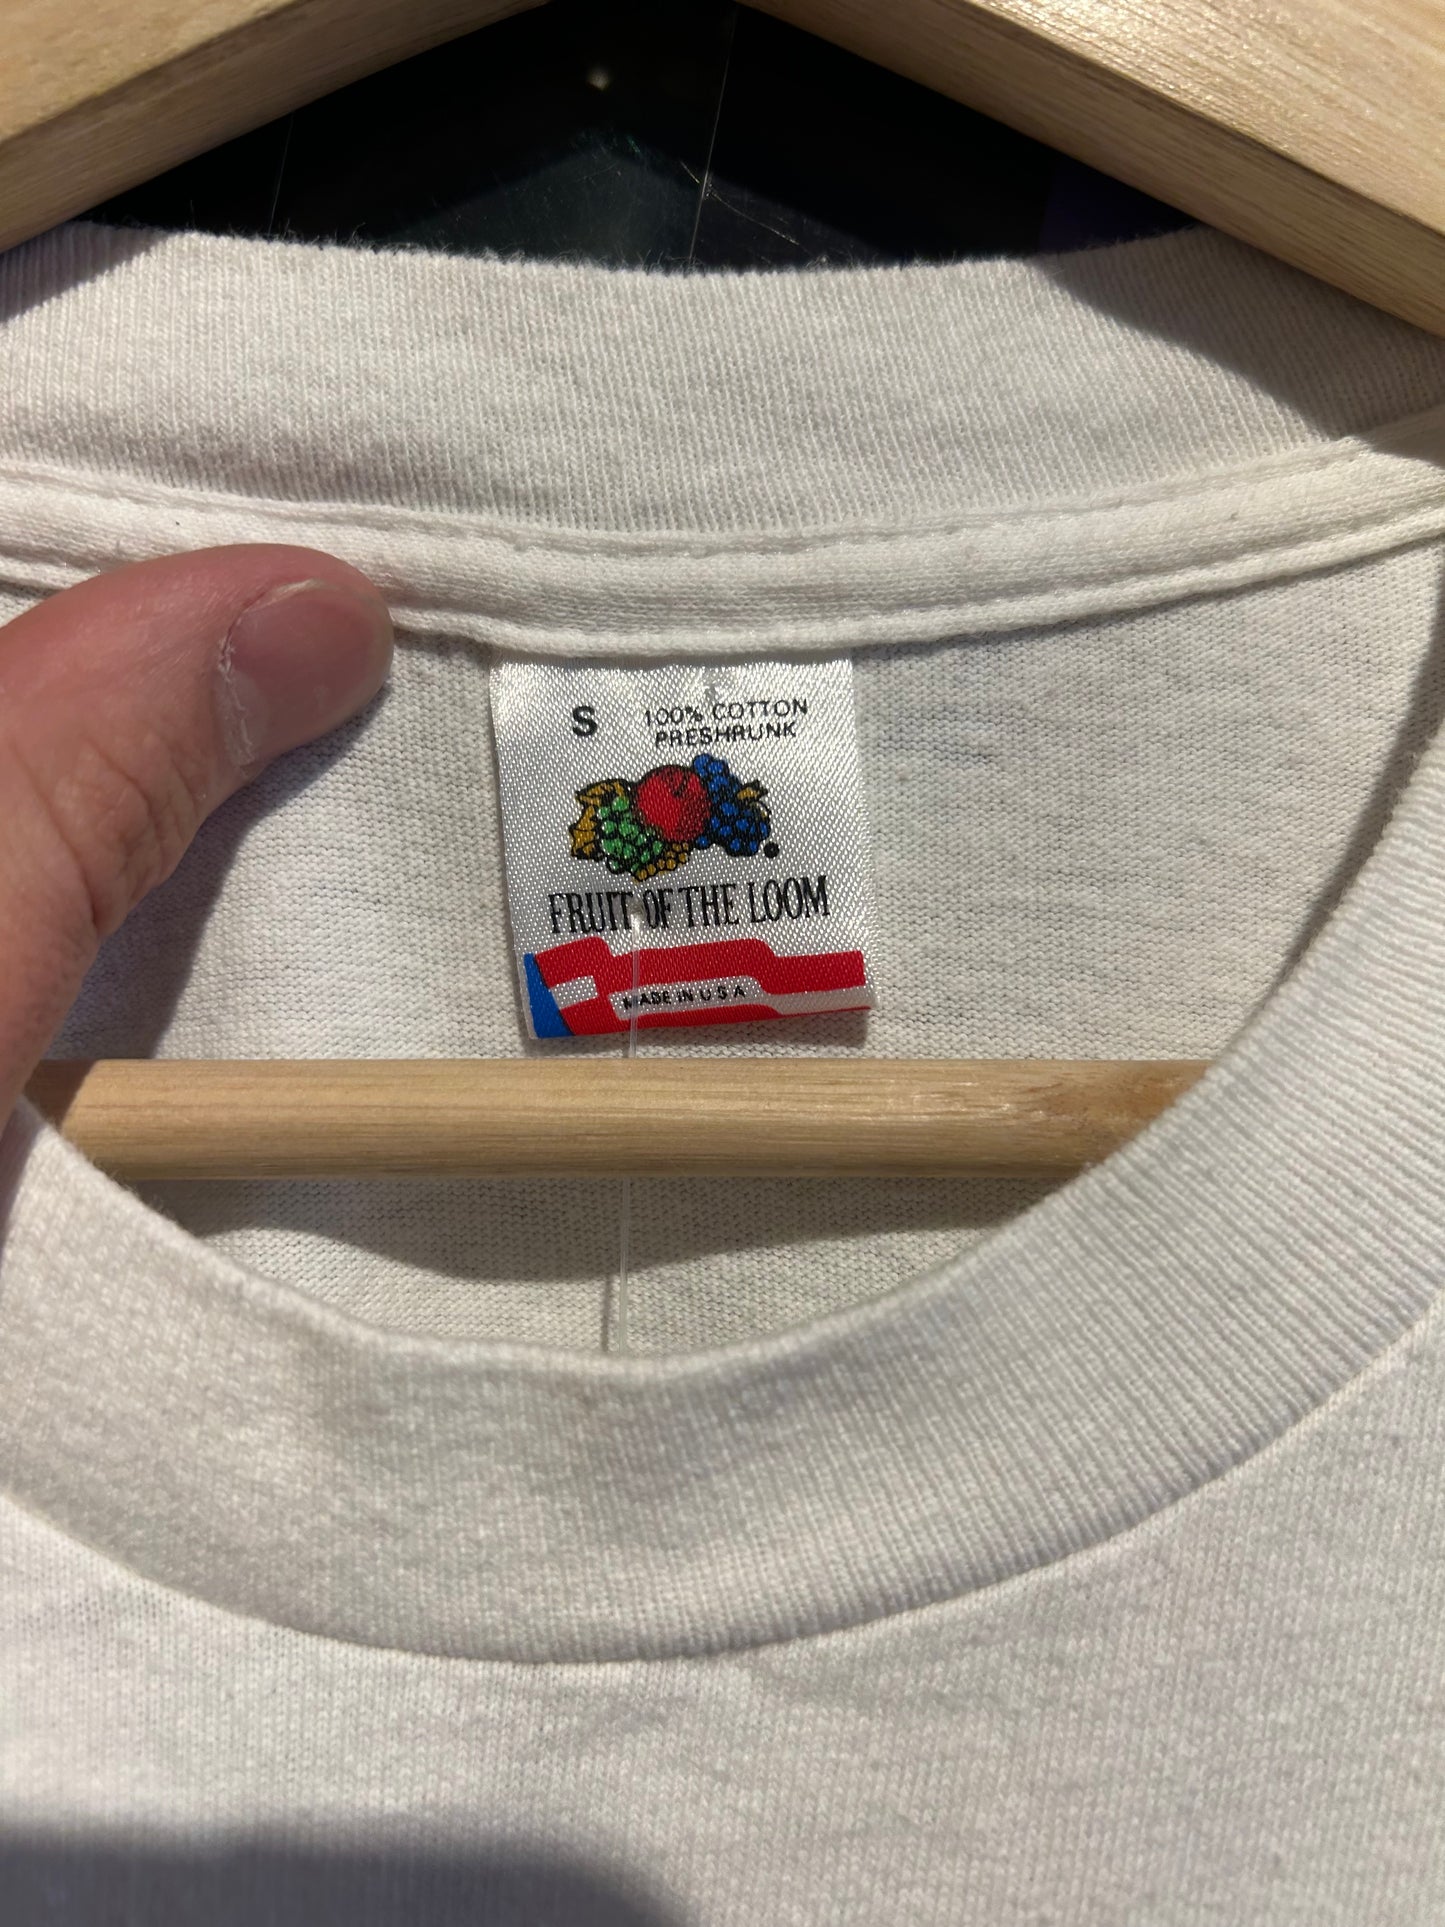 S
100% COTTON
PRESHRUNK
FRUIT OF THE LOOM
MADE IN U S A